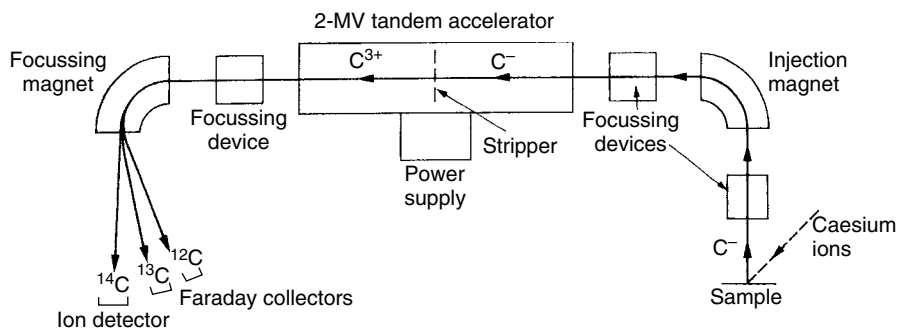 2-MV tandem accelerator
Focussing
magnet
C3+
C–
Injection
magnet
Focussing
device
Stripper
Focussing
devices
Power
supply
Caesium
ions
C–
14C
13C
12C
Faraday collectors
Ion detector
Sample